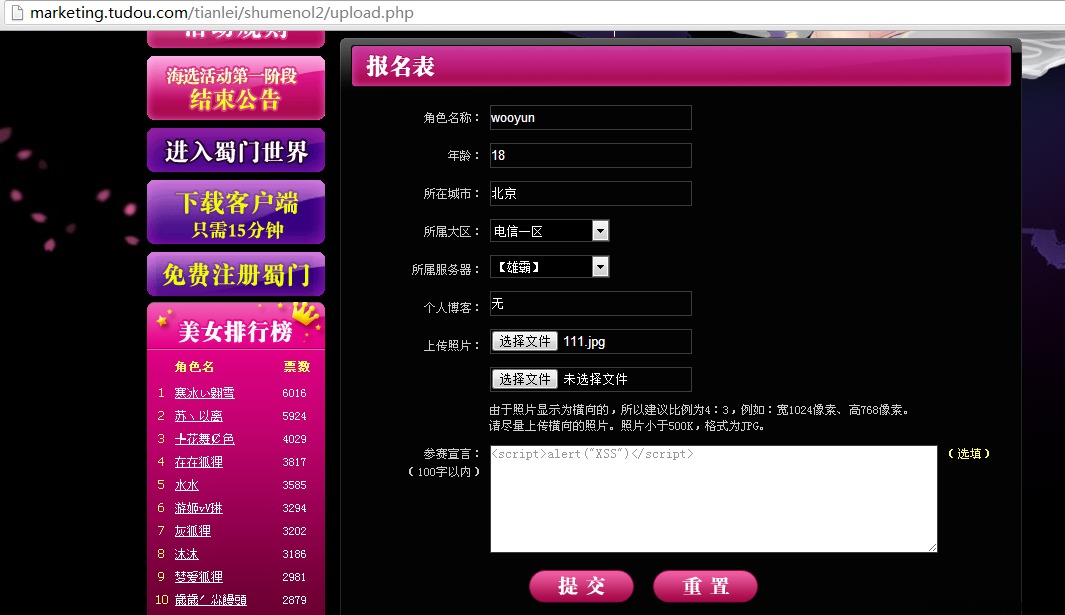 marketing.tudou.com/tianlei/shumenol2/upload.php
活动规则
海选活动第一阶段
结束公告
进入蜀门世界
下载客户端
只需15分钟
免费注册蜀门
美女排行榜
角色名 票数
1 寒冰い翱雪 6016
2 苏丶以离 5924
3 十花舞¢色 4029
4 在在狐狸 3817
5 水水 3585
6 游姬vV琳 3294
7 灰狐狸 3202
8 沐沐 3186
9 梦爱狐狸 2981
10 歲歲 饅頭 2879
报名表
角色名称： wooyun
年龄： 18
所在城市： 北京
所属大区： 电信一区
所属服务器： 【雄霸】
个人博客： 无
上传照片： 选择文件 111.jpg
选择文件 未选择文件
由于照片显示为横向的，所以建议比例为4：3，例如：宽1024像素、高768像素。
请尽量上传横向的照片。照片小于500K，格式为JPG。
参赛宣言： <script>alert("XSS")</script> （选填）
（100字以内）
提交 重置